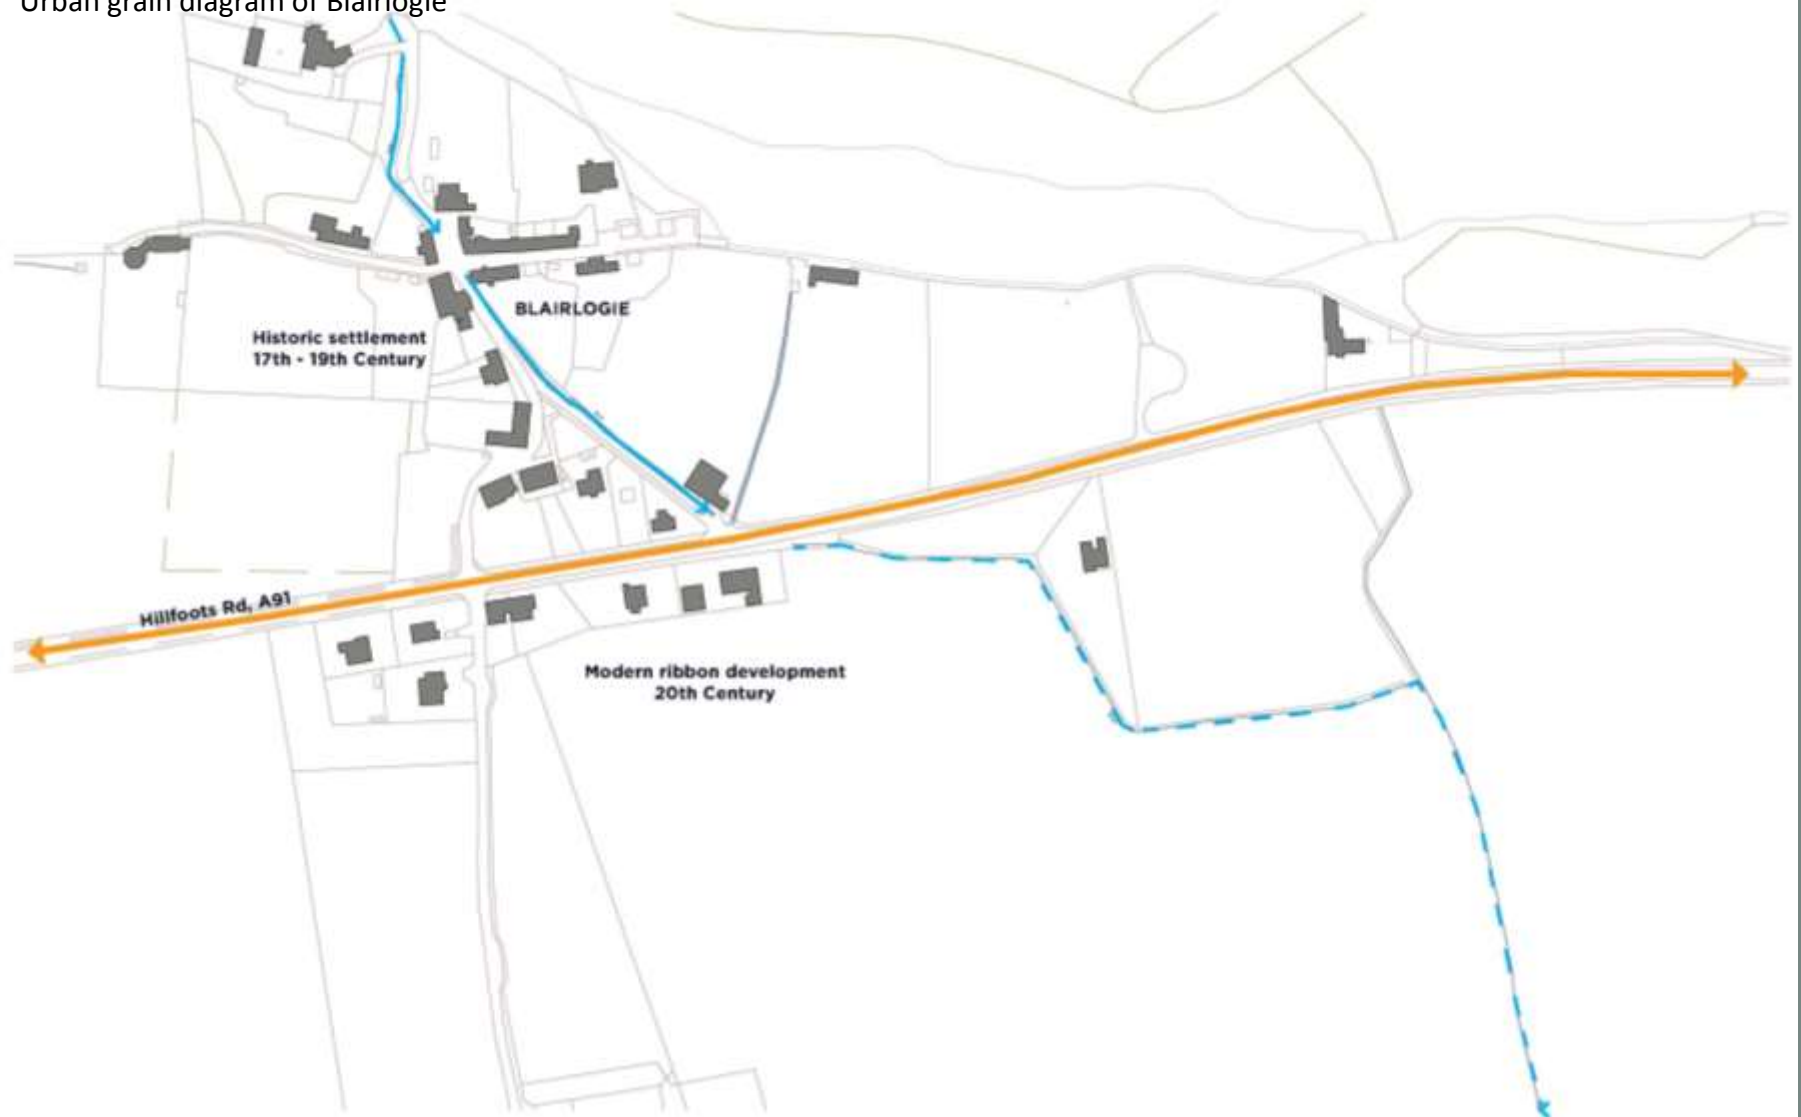 Urban grain diagram of Blairlogie
BLAIRLOGIE
Historic settlement
17th - 19th Century
Hillfoots Rd, A91
Modern ribbon development
20th Century